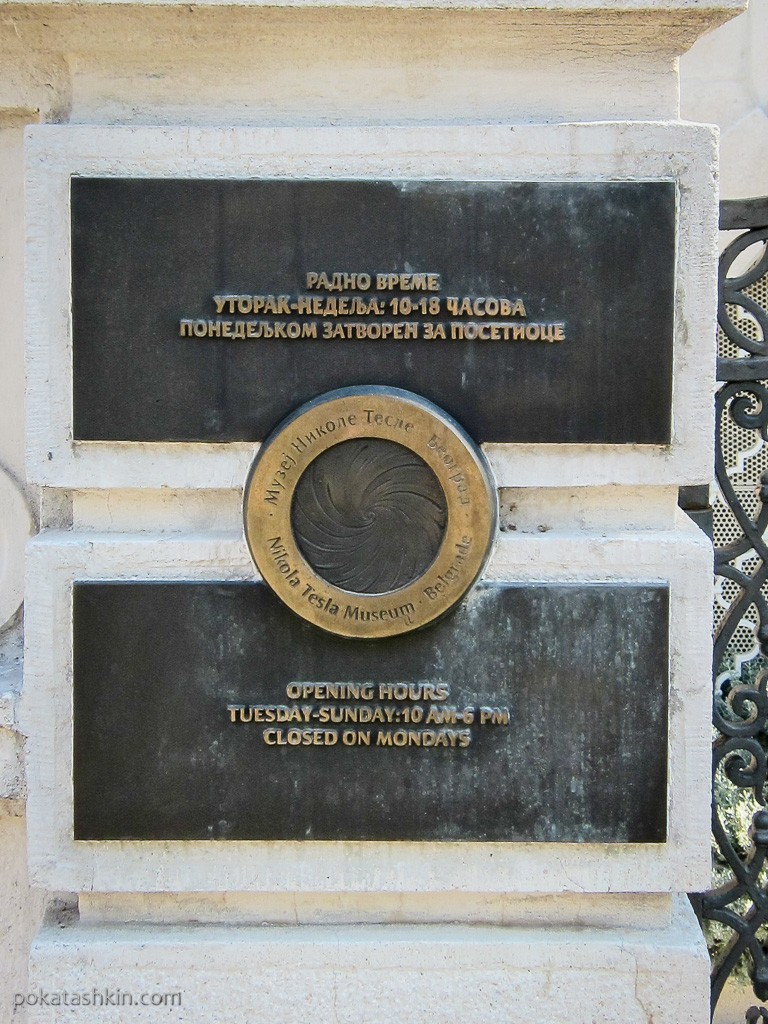 РАДНО ВРЕМЕ
УТОРАК-НЕДЕЉА: 10-18 ЧАСОВА
ПОНЕДЕЉКОМ ЗАТВОРЕН ЗА ПОСЕТИОЦЕ
· Музеј Николе Тесле Београд ·
Nikola Tesla Museum · Belgrade
OPENING HOURS
TUESDAY-SUNDAY:10 AM-6 PM
CLOSED ON MONDAYS
pokatashkin.com